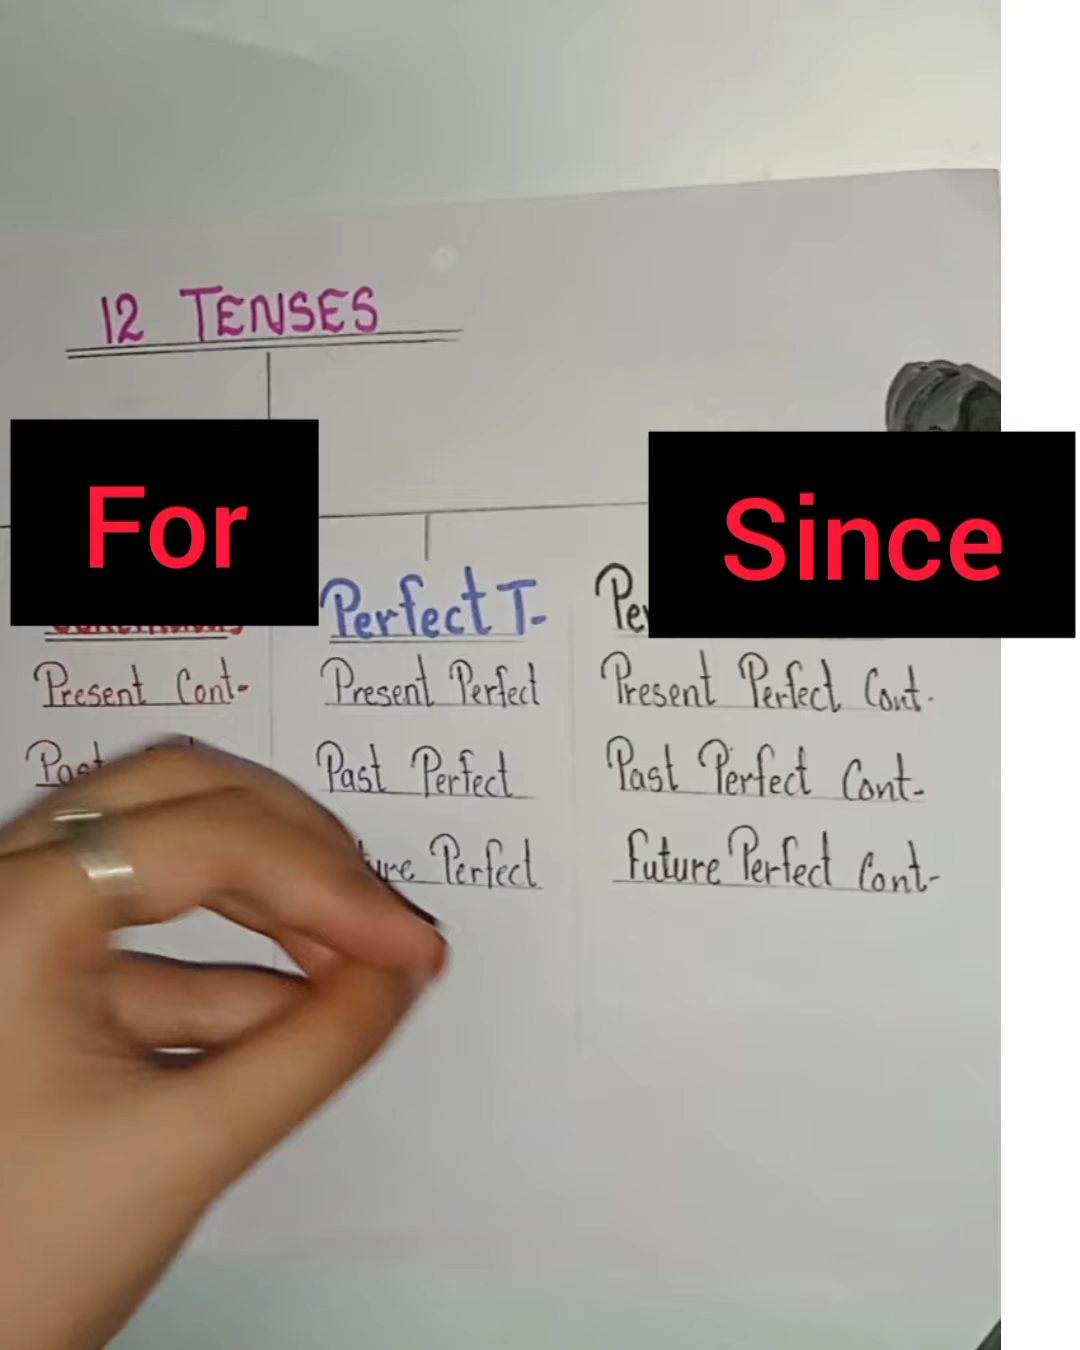 12 TENSES
For
Since
Perfect T-
Present Cont-
Present Perfect
Present Perfect Cont.
Past Perfect
Past Perfect Cont-
Perfect
Future Perfect Cont-